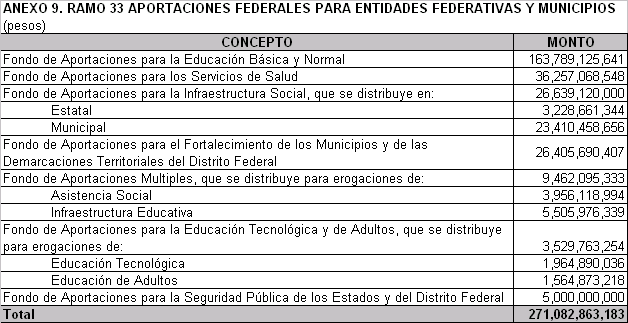 ANEXO 9. RAMO 33 APORTACIONES FEDERALES PARA ENTIDADES FEDERATIVAS Y MUNICIPIOS
(pesos)
CONCEPTO MONTO
Fondo de Aportaciones para la Educación Básica y Normal 163,789,125,641
Fondo de Aportaciones para los Servicios de Salud 36,257,068,548
Fondo de Aportaciones para la Infraestructura Social, que se distribuye en: 26,639,120,000
Estatal 3,228,661,344
Municipal 23,410,458,656
Fondo de Aportaciones para el Fortalecimiento de los Municipios y de las
Demarcaciones Territoriales del Distrito Federal 26,405,690,407
Fondo de Aportaciones Multiples, que se distribuye para erogaciones de: 9,462,095,333
Asistencia Social 3,956,118,994
Infraestructura Educativa 5,505,976,339
Fondo de Aportaciones para la Educación Tecnológica y de Adultos, que se distribuye
para erogaciones de: 3,529,763,254
Educación Tecnológica 1,964,890,036
Educación de Adultos 1,564,873,218
Fondo de Aportaciones para la Seguridad Pública de los Estados y del Distrito Federal 5,000,000,000
Total 271,082,863,183